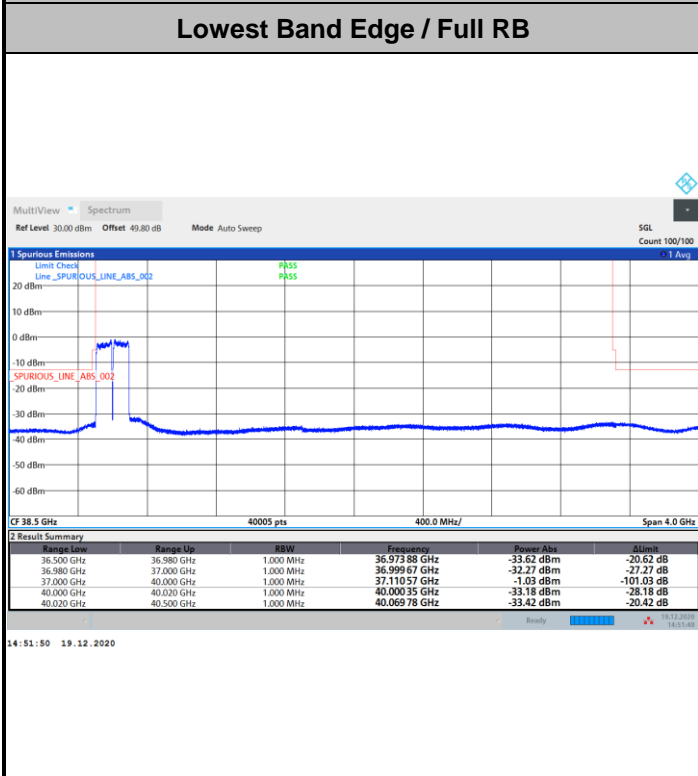 Lowest Band Edge / Full RB
MultiView Spectrum
Ref Level 30.00 dBm Offset 49.80 dB Mode Auto Sweep SGL
Count 100/100
1 Spurious Emissions 1 Avg
Limit Check PASS
Line _SPURIOUS_LINE_ABS_002 PASS
20 dBm
10 dBm
0 dBm
-10 dBm
_SPURIOUS_LINE_ABS_002
-20 dBm
-30 dBm
-40 dBm
-50 dBm
-60 dBm
CF 38.5 GHz 40005 pts 400.0 MHz/ Span 4.0 GHz
2 Result Summary
Range Low Range Up RBW Frequency Power Abs ΔLimit
36.500 GHz 36.980 GHz 1.000 MHz 36.973 88 GHz -33.62 dBm -20.62 dB
36.980 GHz 37.000 GHz 1.000 MHz 36.999 67 GHz -32.27 dBm -27.27 dB
37.000 GHz 40.000 GHz 1.000 MHz 37.110 57 GHz -1.03 dBm -101.03 dB
40.000 GHz 40.020 GHz 1.000 MHz 40.000 35 GHz -33.18 dBm -28.18 dB
40.020 GHz 40.500 GHz 1.000 MHz 40.069 78 GHz -33.42 dBm -20.42 dB
Ready 19.12.2020
14:51:49
14:51:50 19.12.2020